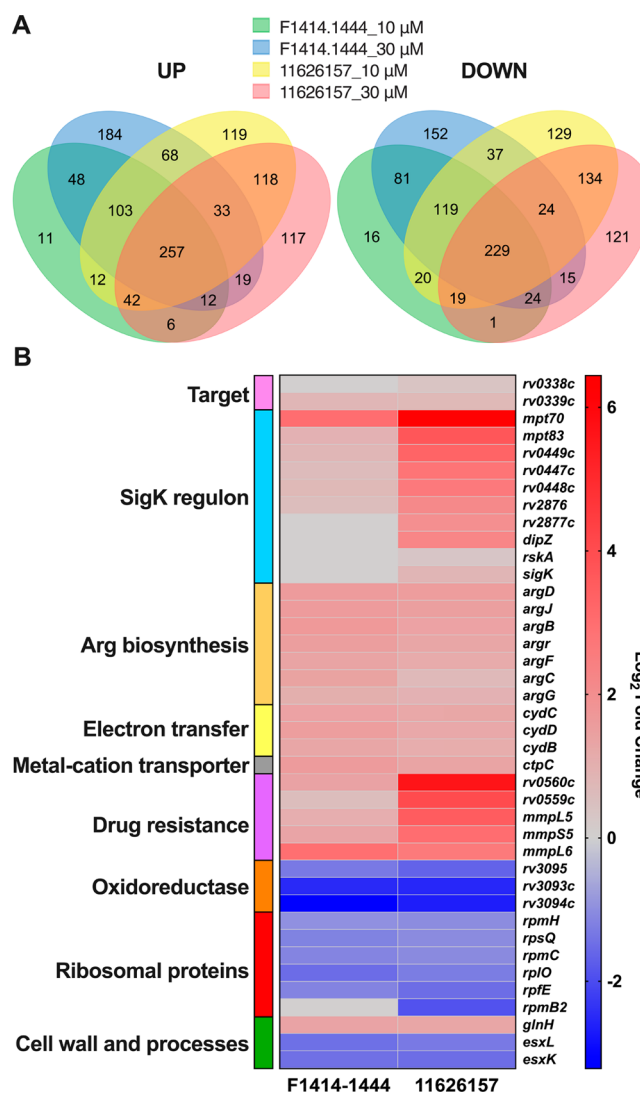 A
F1414.1444_10 µM
F1414.1444_30 µM
11626157_10 µM
11626157_30 µM
UP
DOWN
184 119
68
48 118
103 33
11 117
257
12 19
42 12
6
152 129
37
81 134
119 24
16 121
229
20 15
19 24
1
B
Target
SigK regulon
Arg biosynthesis
Electron transfer
Metal-cation transporter
Drug resistance
Oxidoreductase
Ribosomal proteins
Cell wall and processes
rv0338c
rv0339c
mpt70
mpt83
rv0449c
rv0447c
rv0448c
rv2876
rv2877c
dipZ
rskA
sigK
argD
argJ
argB
argr
argF
argC
argG
cydC
cydD
cydB
ctpC
rv0560c
rv0559c
mmpL5
mmpS5
mmpL6
rv3095
rv3093c
rv3094c
rpmH
rpsQ
rpmC
rplO
rpfE
rpmB2
glnH
esxL
esxK
F1414-1444 11626157
6
4
2
0
-2
Log2 Fold Change